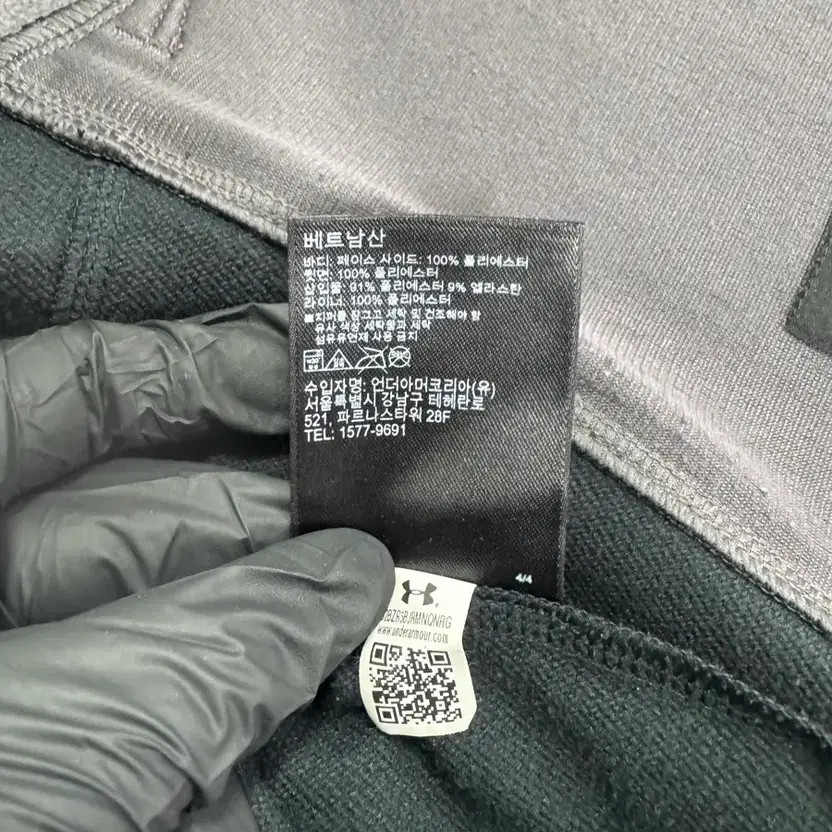 베트남산
바디: 페이스 사이드: 100% 폴리에스터
뒷면: 100% 폴리에스터
삽입물: 91% 폴리에스터 9% 엘라스탄
라이너: 100% 폴리에스터
■지퍼를 잠그고 세탁 및 건조해야 함
유사 색상 세탁물과 세탁
섬유유연제 사용 금지
수입자명: 언더아머코리아(유)
서울특별시 강남구 테헤란로
521, 파르나스타워 28F
TEL: 1577-9691
4/4
www.underarmour.com